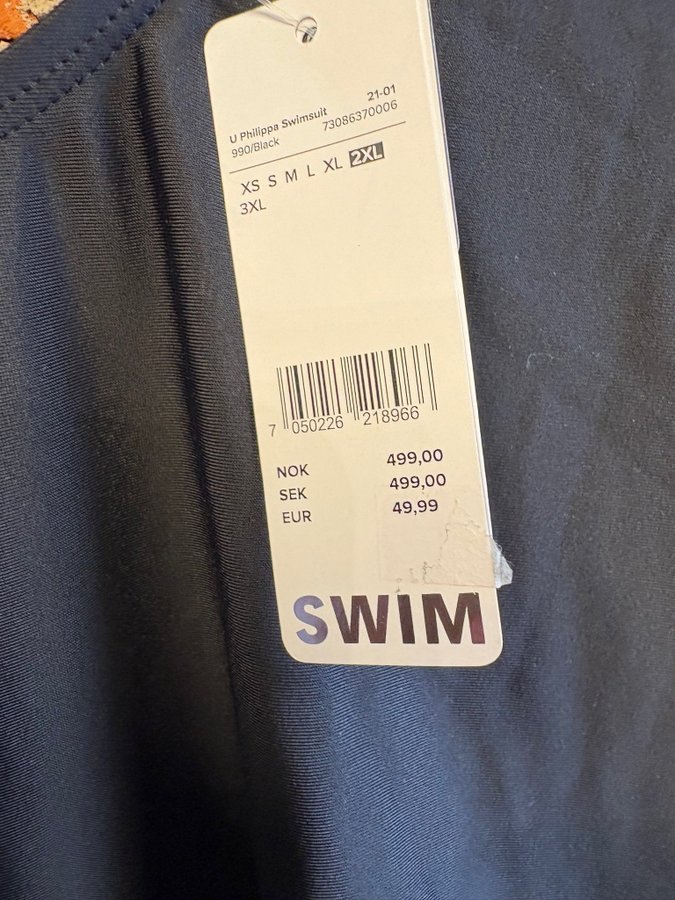 U Philippa Swimsuit 21-01
990/Black 73086370006
XS S M L XL 2XL
3XL
7 050226 218966
NOK 499,00
SEK 499,00
EUR 49,99
SWIM